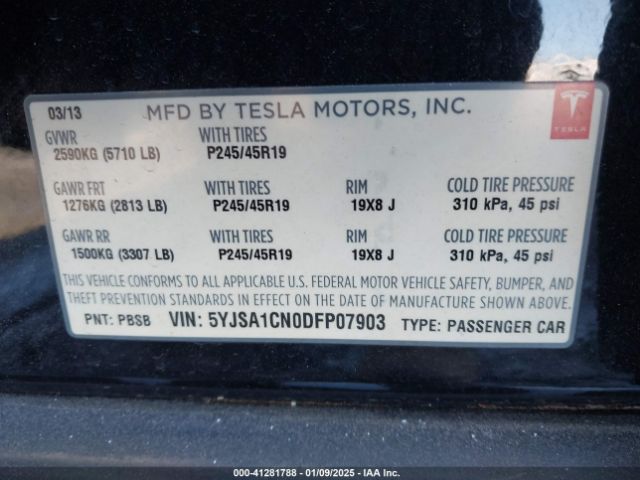 03/13 MFD BY TESLA MOTORS, INC.
TESLA
GVWR WITH TIRES
2590KG (5710 LB) P245/45R19
GAWR FRT WITH TIRES RIM COLD TIRE PRESSURE
1276KG (2813 LB) P245/45R19 19X8 J 310 kPa, 45 psi
GAWR RR WITH TIRES RIM COLD TIRE PRESSURE
1500KG (3307 LB) P245/45R19 19X8 J 310 kPa, 45 psi
THIS VEHICLE CONFORMS TO ALL APPLICABLE U.S. FEDERAL MOTOR VEHICLE SAFETY, BUMPER, AND
THEFT PREVENTION STANDARDS IN EFFECT ON THE DATE OF MANUFACTURE SHOWN ABOVE.
PNT: PBSB VIN: 5YJSA1CN0DFP07903 TYPE: PASSENGER CAR
000-41281788 - 01/09/2025 - IAA Inc.